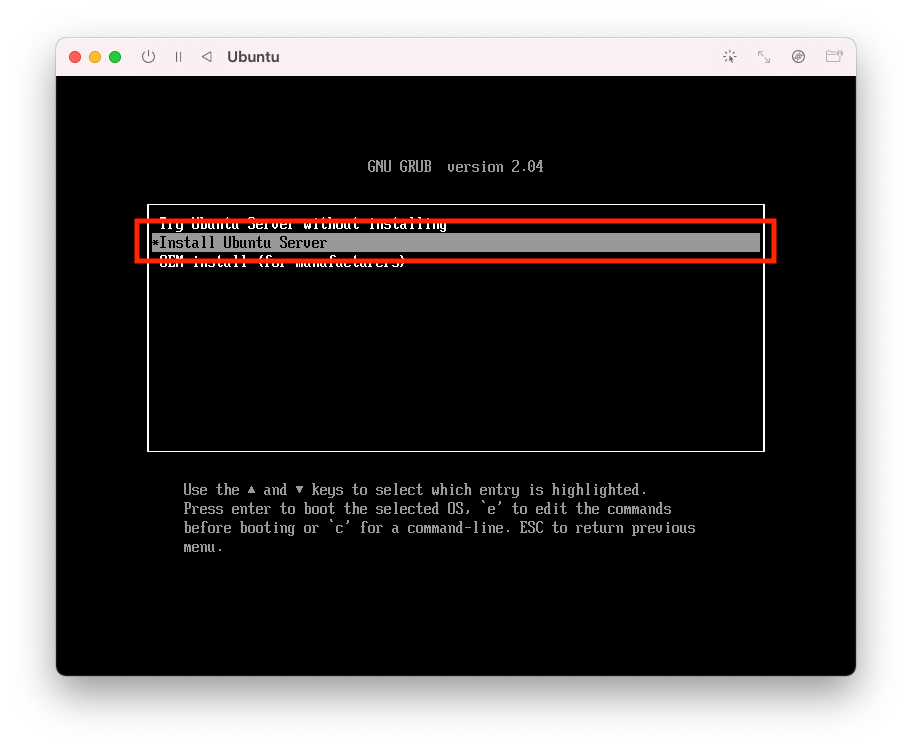 Ubuntu
GNU GRUB  version 2.04
Try Ubuntu Server without installing
*Install Ubuntu Server
OEM install (for manufacturers)
Use the ▲ and ▼ keys to select which entry is highlighted.
Press enter to boot the selected OS, `e' to edit the commands
before booting or `c' for a command-line. ESC to return previous
menu.